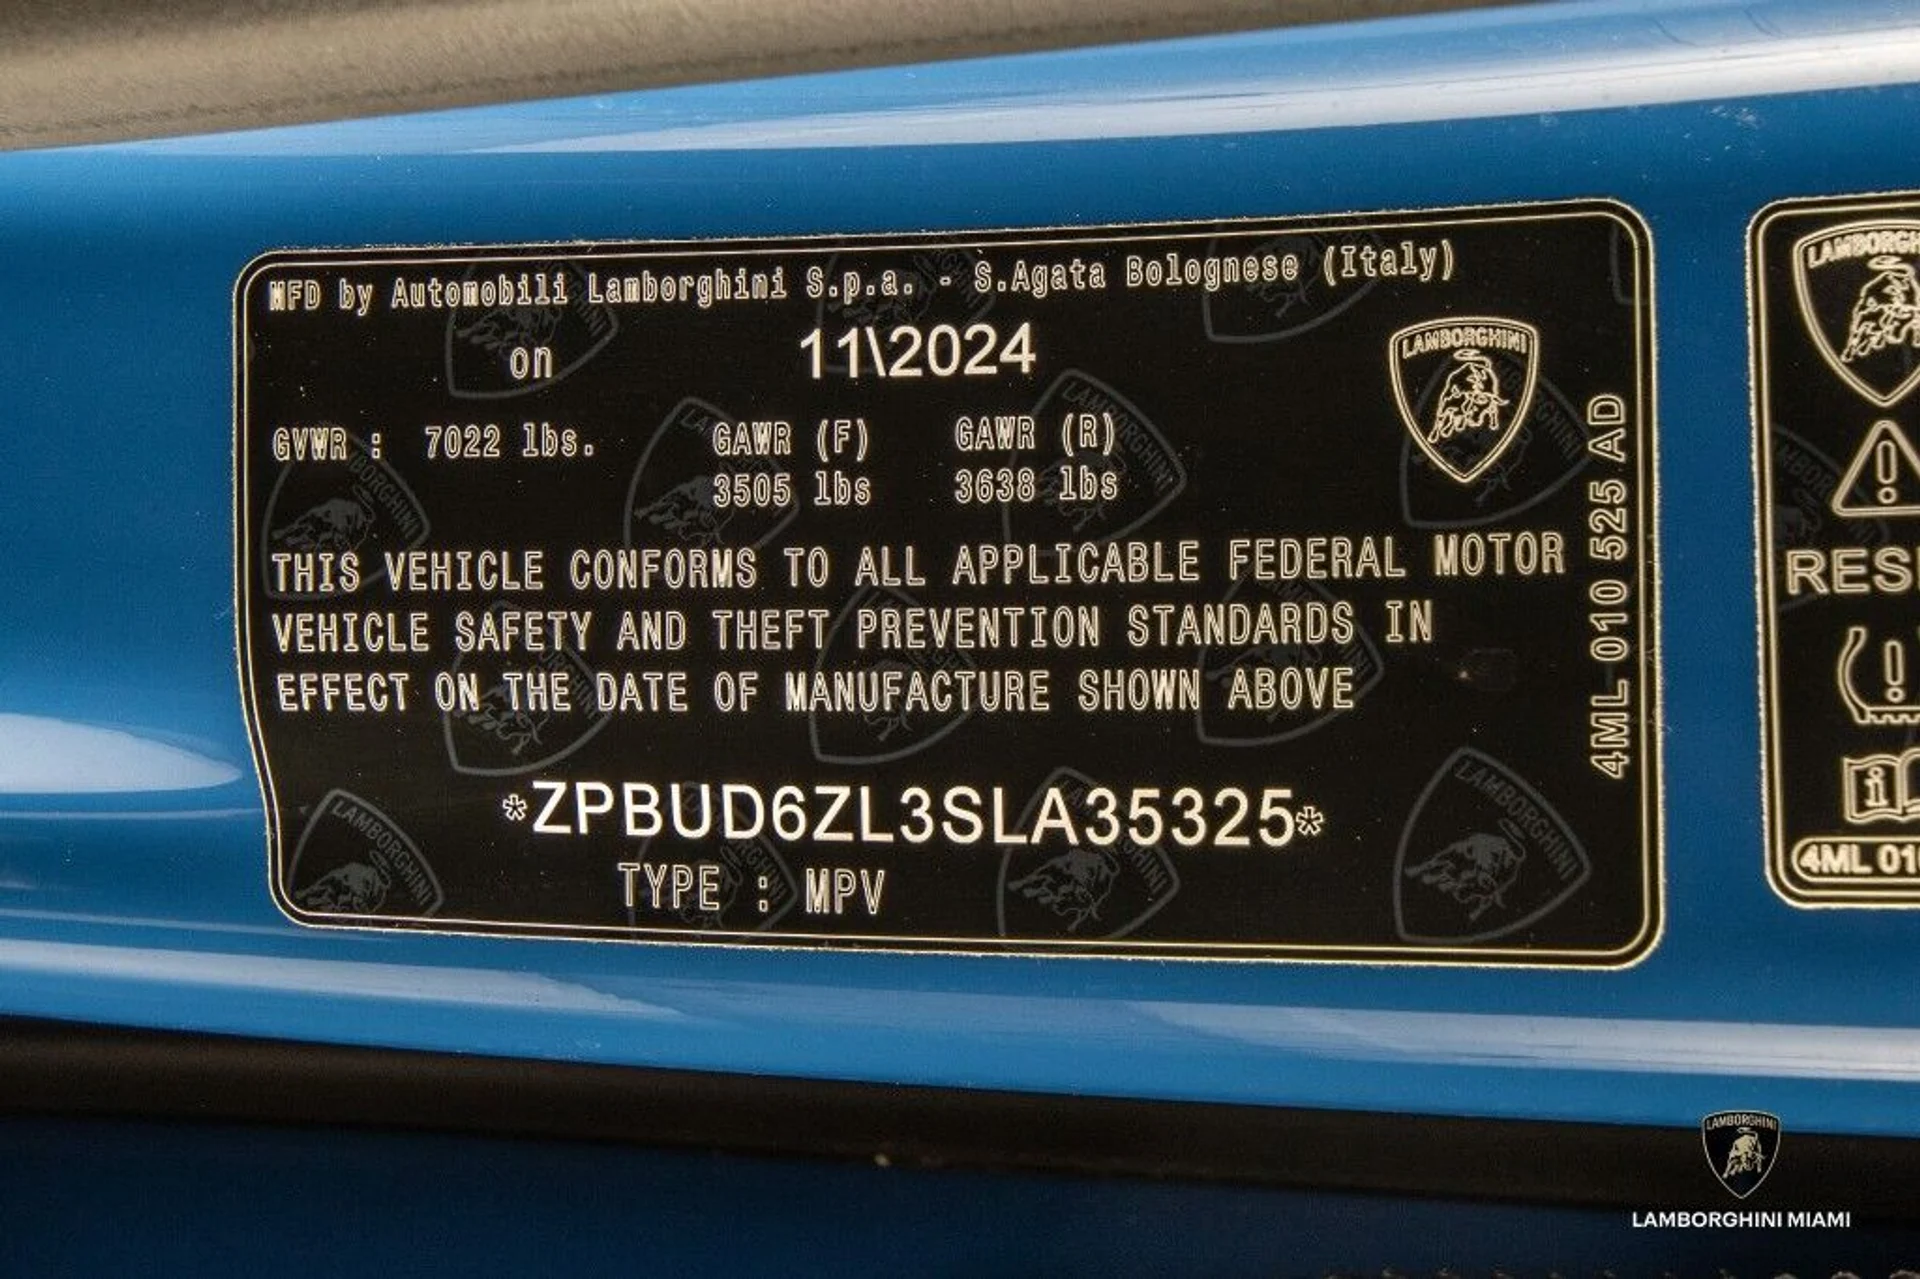 MFD by Automobili Lamborghini S.p.a. - S.Agata Bolognese (Italy)
on 11\2024
GVWR : 7022 lbs. GAWR (F) GAWR (R)
3505 lbs 3638 lbs
LAMBORGHINI
THIS VEHICLE CONFORMS TO ALL APPLICABLE FEDERAL MOTOR
VEHICLE SAFETY AND THEFT PREVENTION STANDARDS IN
EFFECT ON THE DATE OF MANUFACTURE SHOWN ABOVE
*ZPBUD6ZL3SLA35325*
TYPE : MPV
4ML 010 525 AD
LAMBORGH
RES
4ML 01
LAMBORGHINI
LAMBORGHINI MIAMI